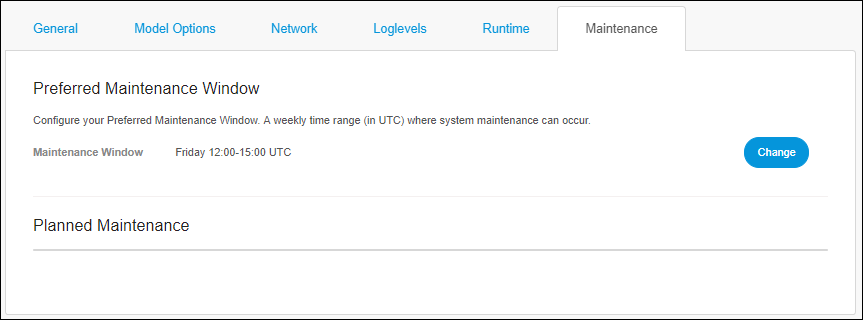 General Model Options Network Loglevels Runtime Maintenance
Preferred Maintenance Window
Configure your Preferred Maintenance Window. A weekly time range (in UTC) where system maintenance can occur.
Maintenance Window Friday 12:00-15:00 UTC Change
Planned Maintenance